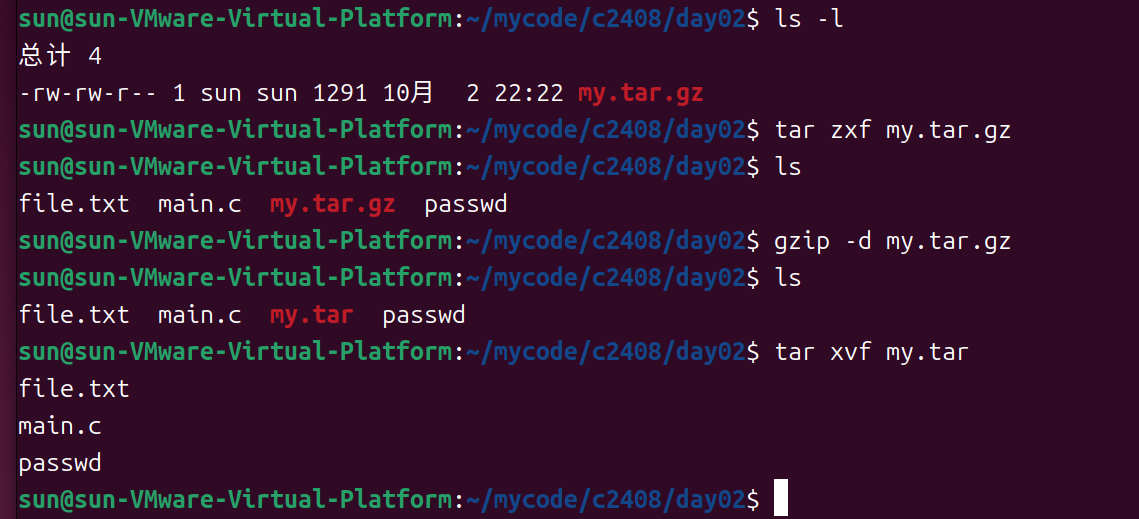 sun@sun-VMware-Virtual-Platform:~/mycode/c2408/day02$ ls -l
总计 4
-rw-rw-r-- 1 sun sun 1291 10月  2 22:22 my.tar.gz
sun@sun-VMware-Virtual-Platform:~/mycode/c2408/day02$ tar zxf my.tar.gz
sun@sun-VMware-Virtual-Platform:~/mycode/c2408/day02$ ls
file.txt  main.c  my.tar.gz  passwd
sun@sun-VMware-Virtual-Platform:~/mycode/c2408/day02$ gzip -d my.tar.gz
sun@sun-VMware-Virtual-Platform:~/mycode/c2408/day02$ ls
file.txt  main.c  my.tar  passwd
sun@sun-VMware-Virtual-Platform:~/mycode/c2408/day02$ tar xvf my.tar
file.txt
main.c
passwd
sun@sun-VMware-Virtual-Platform:~/mycode/c2408/day02$